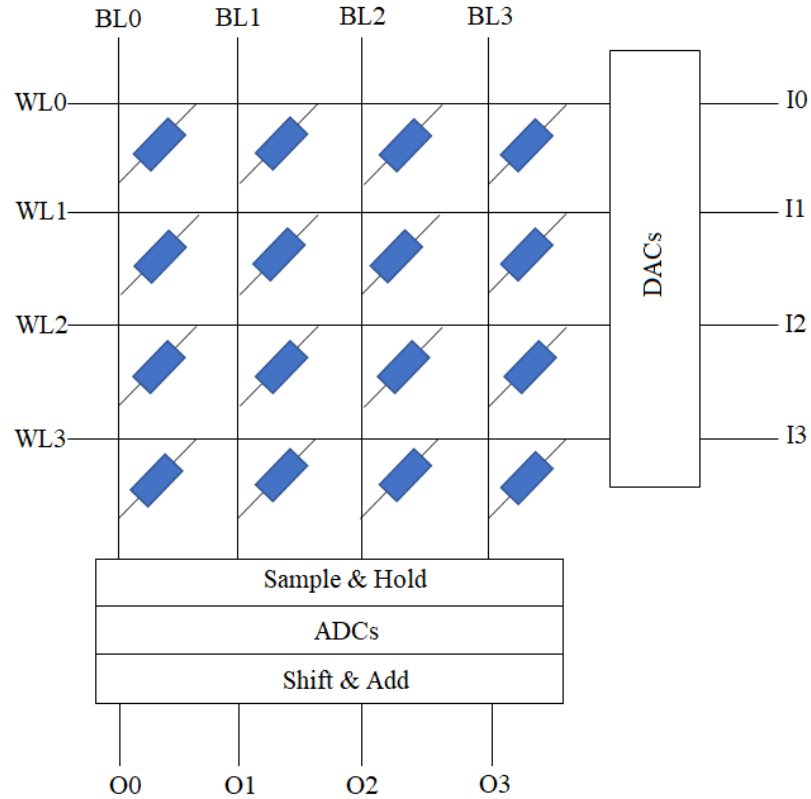 BL0 BL1 BL2 BL3
WL0 I0
WL1 I1
DACs
WL2 I2
WL3 I3
Sample & Hold
ADCs
Shift & Add
O0 O1 O2 O3